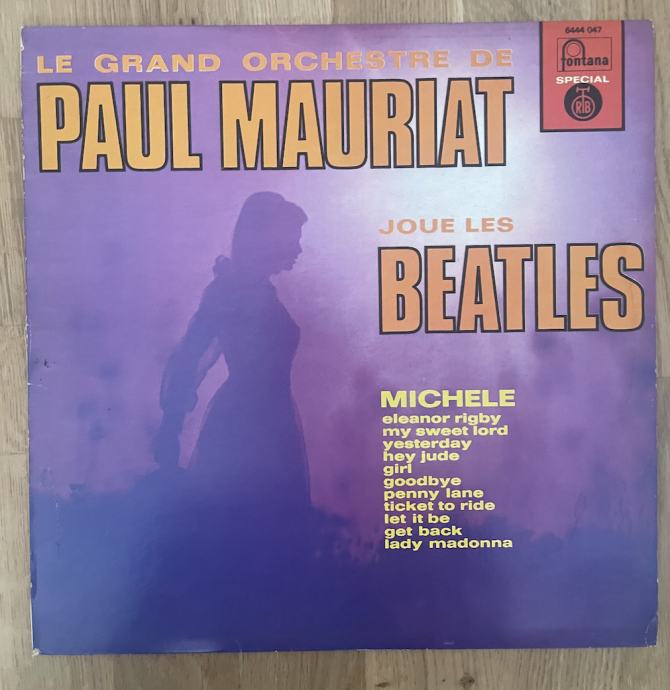 6444 047
fontana
SPECIAL
RTB
LE GRAND ORCHESTRE DE
PAUL MAURIAT
JOUE LES
BEATLES
MICHELE
eleanor rigby
my sweet lord
yesterday
hey jude
girl
goodbye
penny lane
ticket to ride
let it be
get back
lady madonna